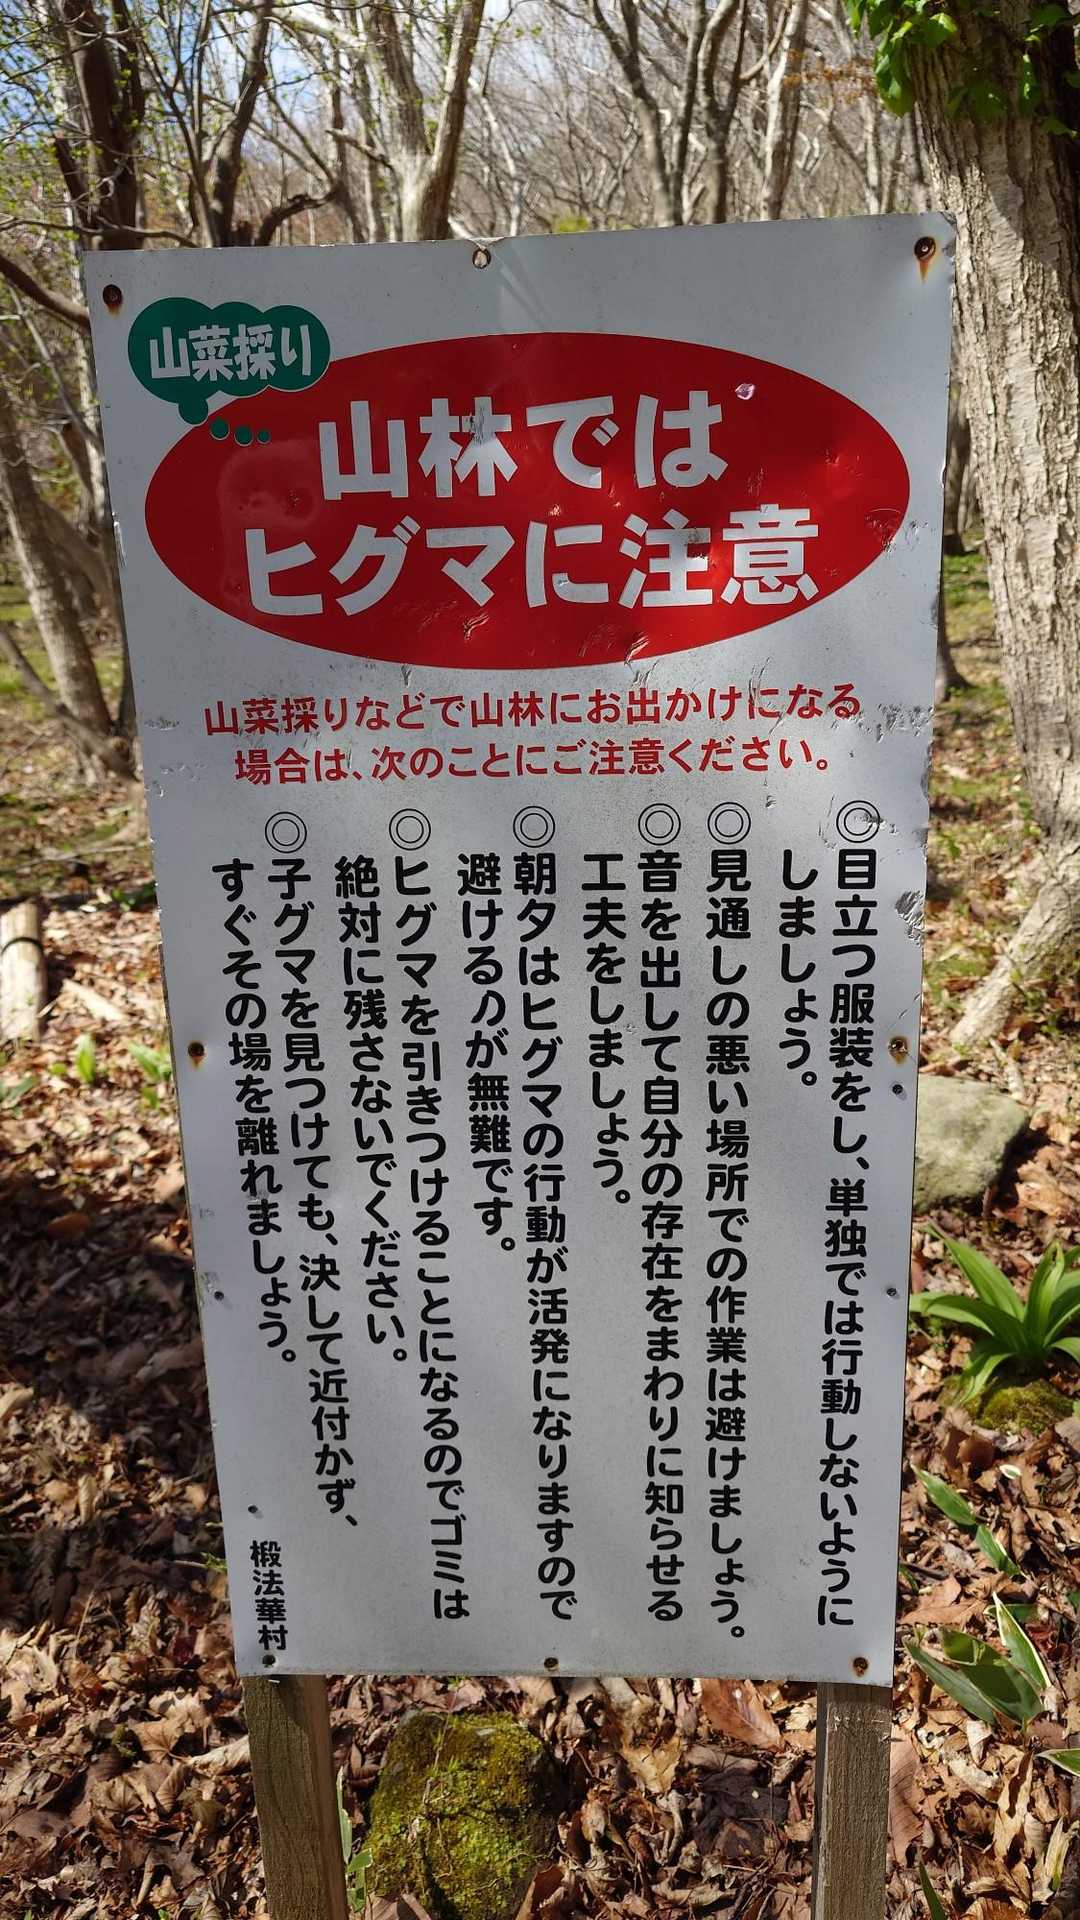 山菜採り
山林では
ヒグマに注意
山菜採りなどで山林にお出かけになる
場合は、次のことにご注意ください。
◎目立つ服装をし、単独では行動しないように
しましょう。
◎見通しの悪い場所での作業は避けましょう。
◎音を出して自分の存在をまわりに知らせる
工夫をしましょう。
◎朝夕はヒグマの行動が活発になりますので
避けるのが無難です。
◎ヒグマを引きつけることになるのでゴミは
絶対に残さないでください。
◎子グマを見つけても、決して近付かず、
すぐその場を離れましょう。
椴法華村